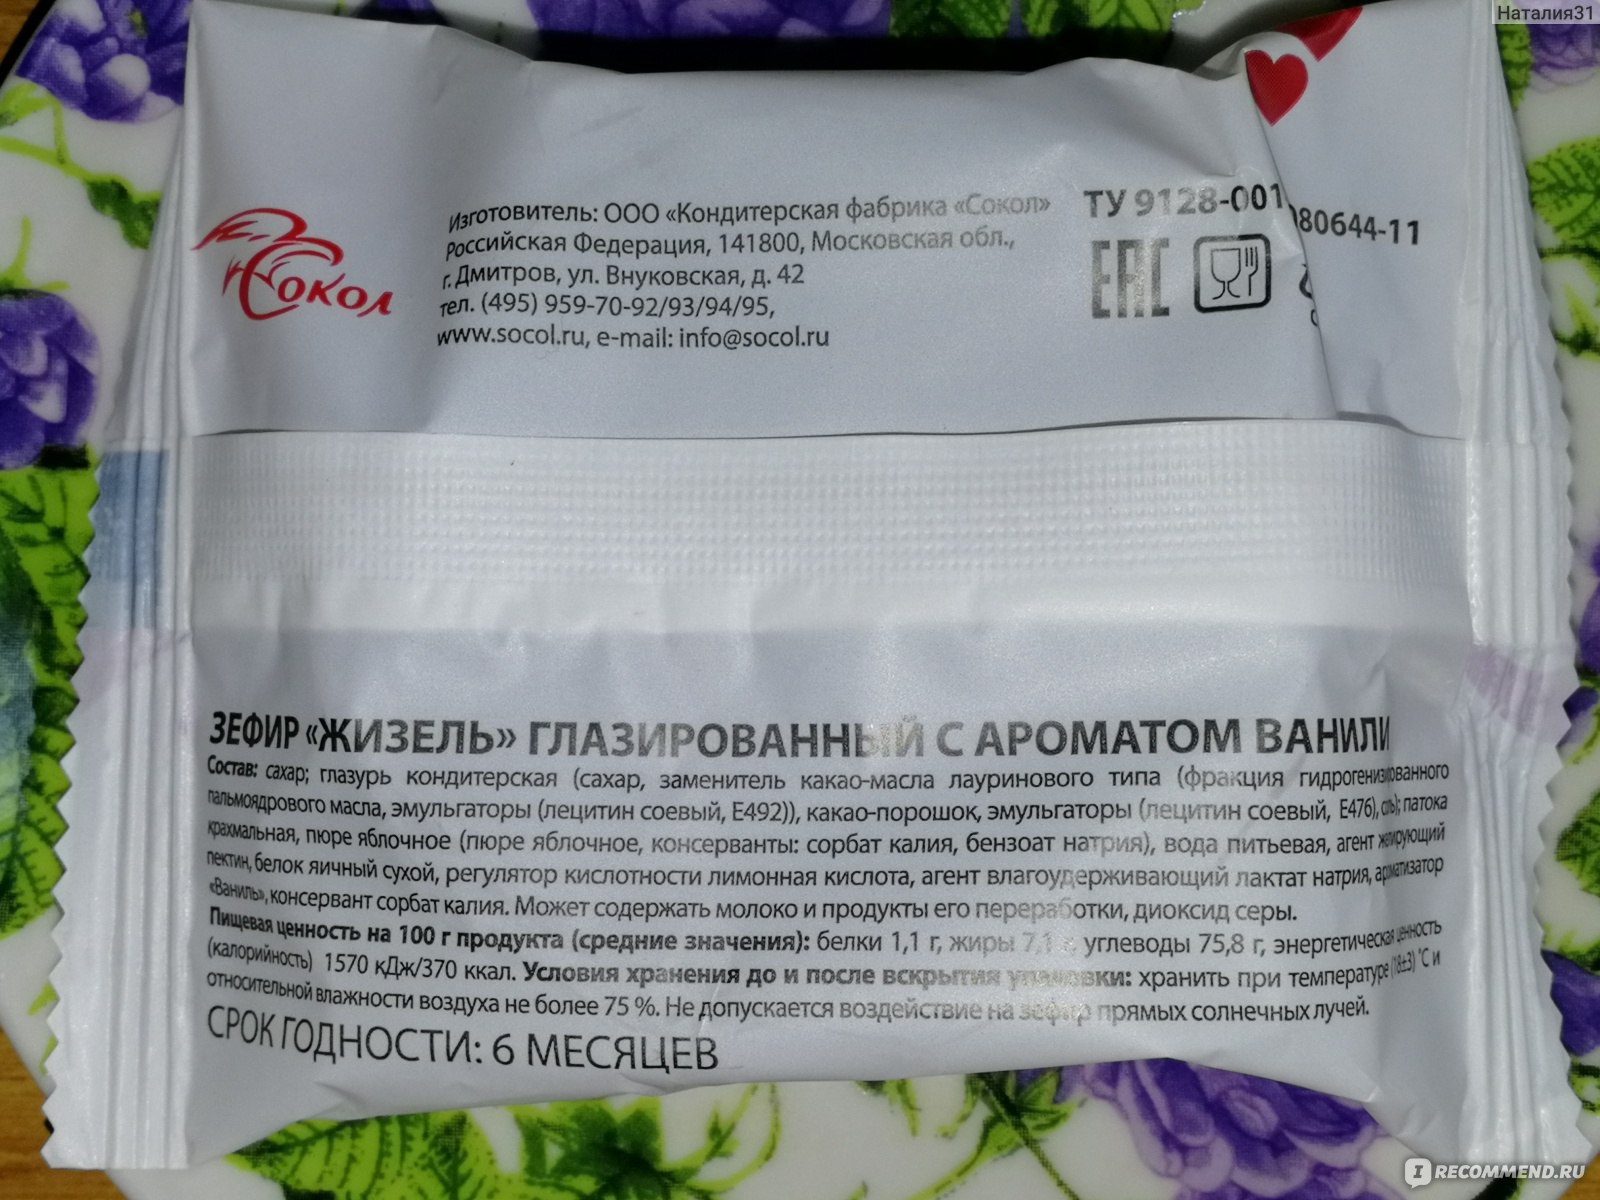 Наталия31
Сокол
Изготовитель: ООО «Кондитерская фабрика «Сокол»
Российская Федерация, 141800, Московская обл.,
г. Дмитров, ул. Внуковская, д. 42
тел. (495) 959-70-92/93/94/95,
www.socol.ru, e-mail: info@socol.ru
ТУ 9128-001
080644-11
ЕАС
ЗЕФИР «ЖИЗЕЛЬ» ГЛАЗИРОВАННЫЙ С АРОМАТОМ ВАНИЛИ
Состав: сахар; глазурь кондитерская (сахар, заменитель какао-масла лауринового типа (фракция гидрогенизированного
пальмоядрового масла, эмульгаторы (лецитин соевый, Е492)), какао-порошок, эмульгаторы (лецитин соевый, Е476), соль); патока
крахмальная, пюре яблочное (пюре яблочное, консерванты: сорбат калия, бензоат натрия), вода питьевая, агент желирующий
пектин, белок яичный сухой, регулятор кислотности лимонная кислота, агент влагоудерживающий лактат натрия, ароматизатор
«Ваниль», консервант сорбат калия. Может содержать молоко и продукты его переработки, диоксид серы.
Пищевая ценность на 100 г продукта (средние значения): белки 1,1 г, жиры 7,1 г, углеводы 75,8 г, энергетическая ценность
(калорийность) 1570 кДж/370 ккал. Условия хранения до и после вскрытия упаковки: хранить при температуре (18±3) °С и
относительной влажности воздуха не более 75 %. Не допускается воздействие на зефир прямых солнечных лучей.
СРОК ГОДНОСТИ: 6 МЕСЯЦЕВ
IRECOMMEND.RU